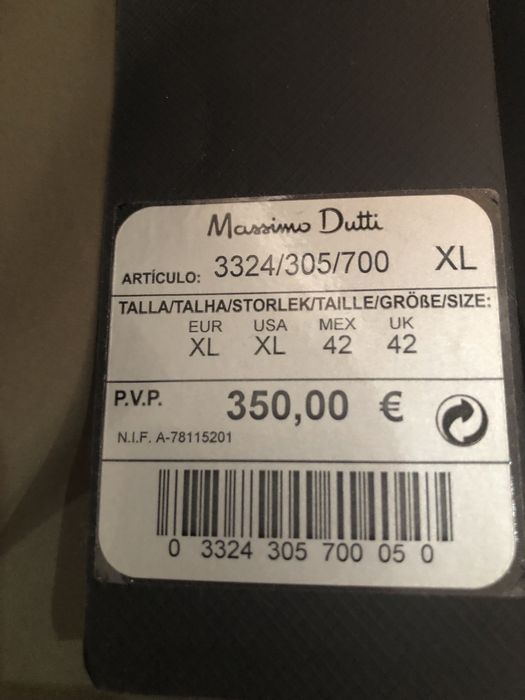 Massimo Dutti
ARTÍCULO: 3324/305/700 XL
TALLA/TALHA/STORLEK/TAILLE/GRÖßE/SIZE:
EUR USA MEX UK
XL XL 42 42
P.V.P. 350,00 €
N.I.F. A-78115201
0 3324 305 700 05 0